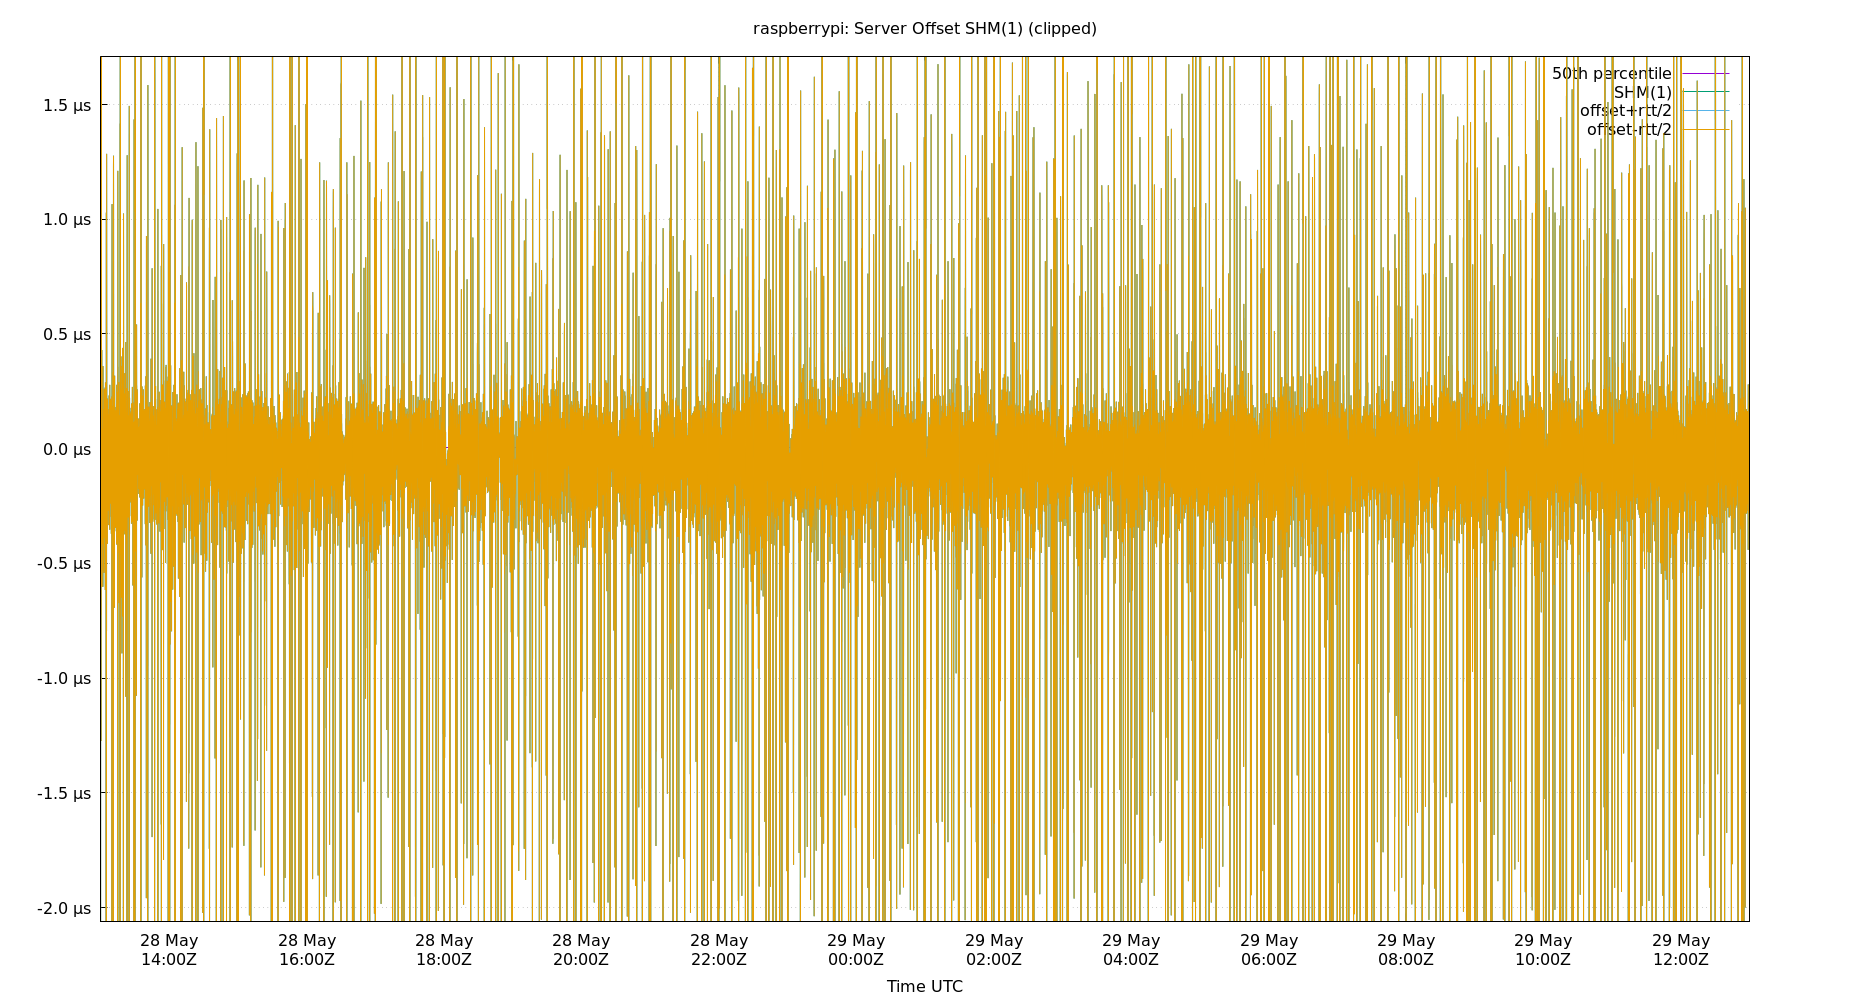 raspberrypi: Server Offset SHM(1) (clipped)
50th percentile
SHM(1)
offset+rtt/2
offset-rtt/2
1.5 µs
1.0 µs
0.5 µs
0.0 µs
-0.5 µs
-1.0 µs
-1.5 µs
-2.0 µs
28 May 28 May 28 May 28 May 28 May 29 May 29 May 29 May 29 May 29 May 29 May 29 May
14:00Z 16:00Z 18:00Z 20:00Z 22:00Z 00:00Z 02:00Z 04:00Z 06:00Z 08:00Z 10:00Z 12:00Z
Time UTC